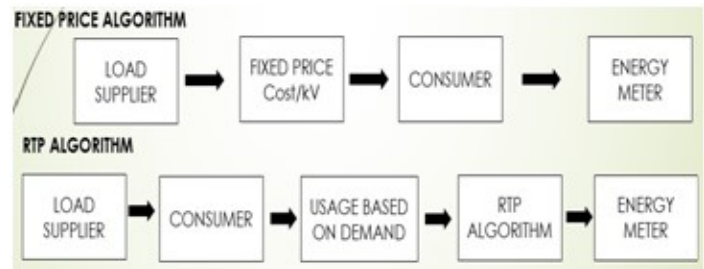 FIXED PRICE ALGORITHM
LOAD
SUPPLIER
FIXED PRICE
Cost/kV
CONSUMER
ENERGY
METER
RTP ALGORITHM
LOAD
SUPPLIER
CONSUMER
USAGE BASED
ON DEMAND
RTP
ALGORITHM
ENERGY
METER